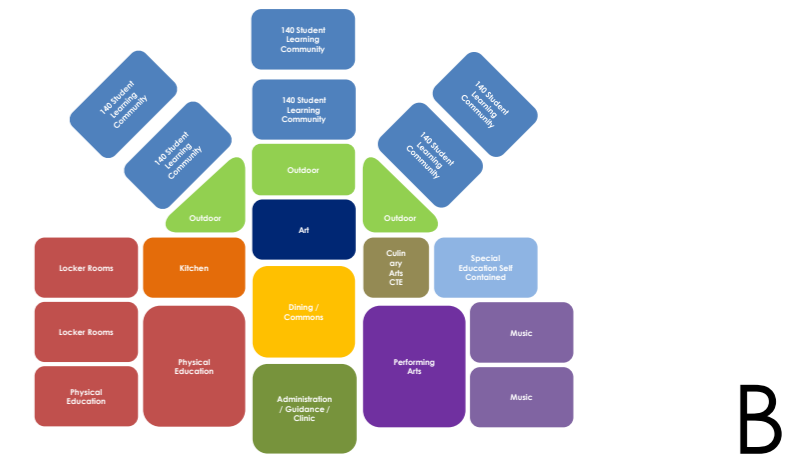 140 Student
Learning
Community
140 Student
Learning
Community
140 Student
Learning
Community
140 Student
Learning
Community
140 Student
Learning
Community
140 Student
Learning
Community
Outdoor
Outdoor
Outdoor
Art
Locker Rooms
Kitchen
Culin
ary
Arts
CTE
Special
Education Self
Contained
Dining /
Commons
Locker Rooms
Physical
Education
Performing
Arts
Music
Physical
Education
Administration
/ Guidance /
Clinic
Music
B